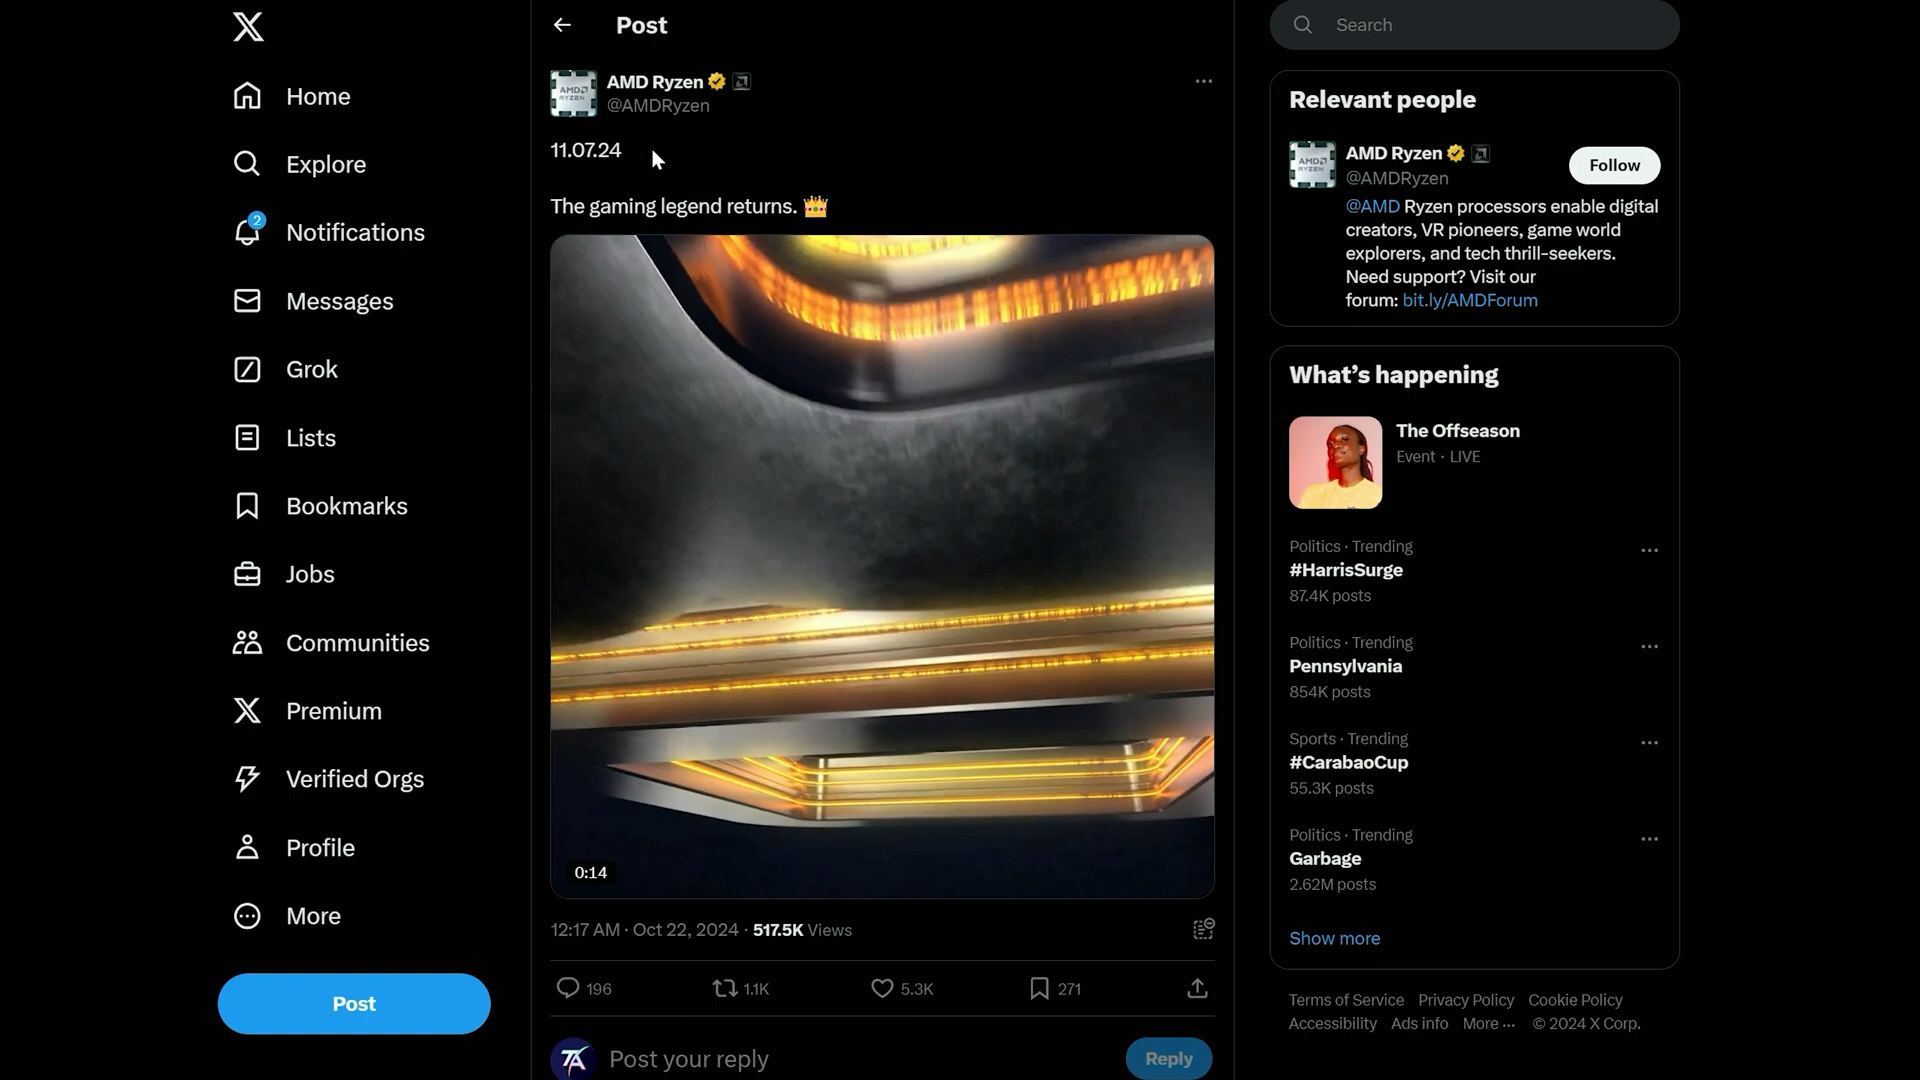 Home
Explore
2
Notifications
Messages
Grok
Lists
Bookmarks
Jobs
Communities
Premium
Verified Orgs
Profile
More
Post
Post
AMD Ryzen
@AMDRyzen
AMD
RYZEN
11.07.24
The gaming legend returns. 👑
0:14
12:17 AM · Oct 22, 2024 · 517.5K Views
196
1.1K
5.3K
271
Post your reply
Reply
Search
Relevant people
AMD
RYZEN
AMD Ryzen
@AMDRyzen
Follow
@AMD Ryzen processors enable digital
creators, VR pioneers, game world
explorers, and tech thrill-seekers.
Need support? Visit our
forum: bit.ly/AMDForum
What's happening
The Offseason
Event · LIVE
Politics · Trending
#HarrisSurge
87.4K posts
Politics · Trending
Pennsylvania
854K posts
Sports · Trending
#CarabaoCup
55.3K posts
Politics · Trending
Garbage
2.62M posts
Show more
Terms of Service Privacy Policy Cookie Policy
Accessibility Ads info More ··· © 2024 X Corp.